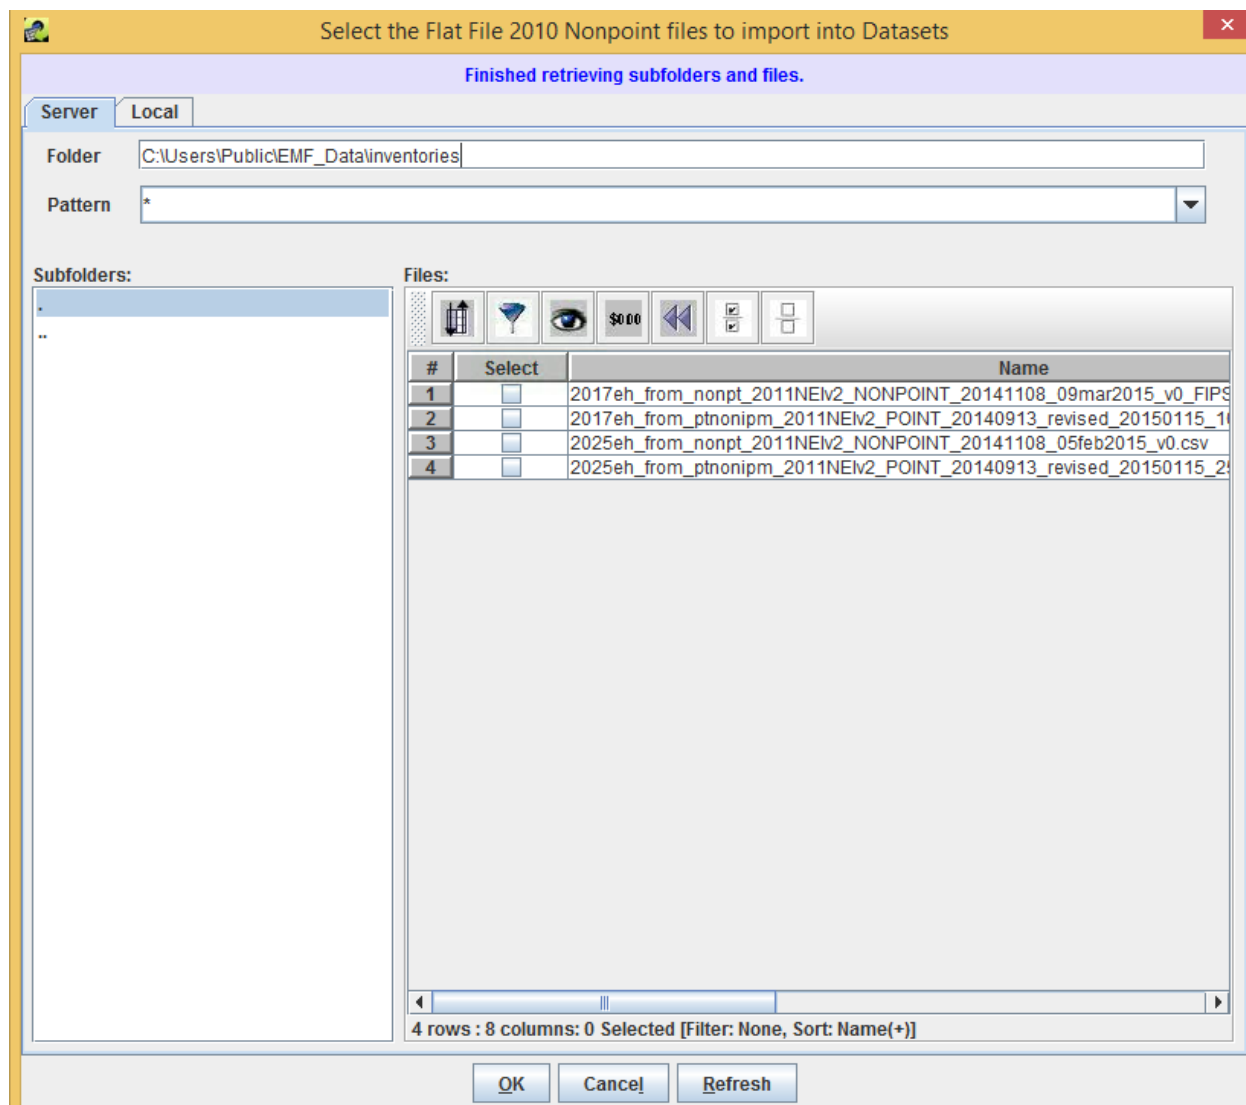 Select the Flat File 2010 Nonpoint files to import into Datasets
Finished retrieving subfolders and files.
Server Local
Folder C:\Users\Public\EMF_Data\inventories
Pattern *
Subfolders: Files:
.
..
$0.00
# Select Name
1 2017eh_from_nonpt_2011NEIv2_NONPOINT_20141108_09mar2015_v0_FIPS
2 2017eh_from_ptnonipm_2011NEIv2_POINT_20140913_revised_20150115_1
3 2025eh_from_nonpt_2011NEIv2_NONPOINT_20141108_05feb2015_v0.csv
4 2025eh_from_ptnonipm_2011NEIv2_POINT_20140913_revised_20150115_2
4 rows : 8 columns: 0 Selected [Filter: None, Sort: Name(+)]
OK Cancel Refresh